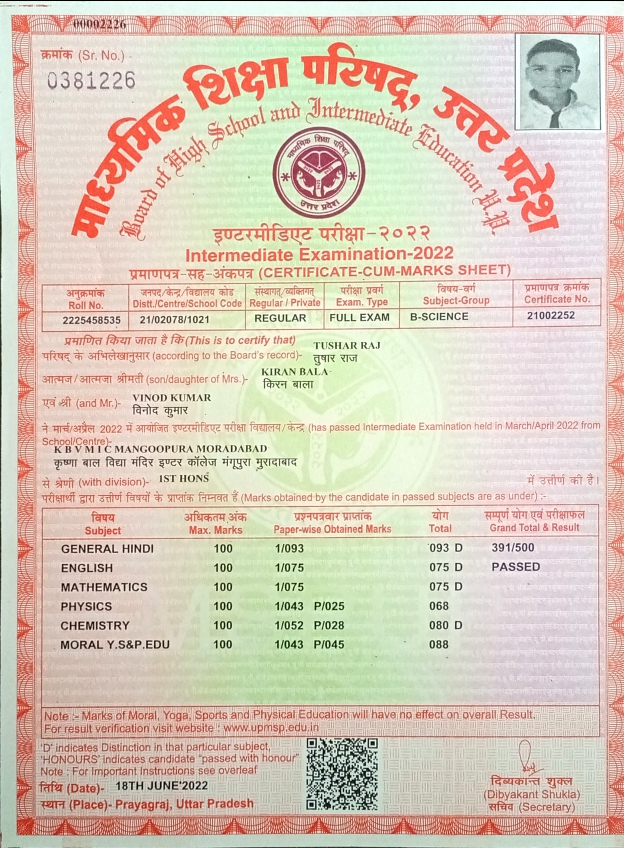 00002226
क्रमांक (Sr. No.) -
0381226
माध्यमिक शिक्षा परिषद्, उत्तर प्रदेश
Board of High School and Intermediate Education U.P.
माध्यमिक शिक्षा परिषद
उत्तर प्रदेश
इण्टरमीडिएट परीक्षा-२०२२
Intermediate Examination-2022
प्रमाणपत्र-सह-अंकपत्र (CERTIFICATE-CUM-MARKS SHEET)
अनुक्रमांक जनपद/केन्द्र/विद्यालय कोड संस्थागत/व्यक्तिगत परीक्षा प्रवर्ग विषय-वर्ग प्रमाणपत्र क्रमांक
Roll No. Distt./Centre/School Code Regular / Private Exam. Type Subject-Group Certificate No.
2225458535 21/02078/1021 REGULAR FULL EXAM B-SCIENCE 21002252
प्रमाणित किया जाता है कि (This is to certify that) TUSHAR RAJ
परिषद् के अभिलेखानुसार (according to the Board's record)- तुषार राज
आत्मज/आत्मजा श्रीमती (son/daughter of Mrs.)- KIRAN BALA
किरन बाला
एवं श्री (and Mr.)- VINOD KUMAR
विनोद कुमार
ने मार्च/अप्रैल 2022 में आयोजित इण्टरमीडिएट परीक्षा विद्यालय/केन्द्र (has passed Intermediate Examination held in March/April 2022 from
School/Centre)-
K B V M I C MANGOOPURA MORADABAD
कृष्णा बाल विद्या मंदिर इण्टर कॉलेज मंगूपुरा मुरादाबाद
से श्रेणी (with division)- 1ST HONS में उत्तीर्ण की है।
परीक्षार्थी द्वारा उत्तीर्ण विषयों के प्राप्तांक निम्नवत हैं (Marks obtained by the candidate in passed subjects are as under) :-
विषय अधिकतम अंक प्रश्नपत्रवार प्राप्तांक योग सम्पूर्ण योग एवं परीक्षाफल
Subject Max. Marks Paper-wise Obtained Marks Total Grand Total & Result
GENERAL HINDI 100 1/093 093 D 391/500
ENGLISH 100 1/075 075 D PASSED
MATHEMATICS 100 1/075 075 D
PHYSICS 100 1/043 P/025 068
CHEMISTRY 100 1/052 P/028 080 D
MORAL Y.S&P.EDU 100 1/043 P/045 088
Note :- Marks of Moral, Yoga, Sports and Physical Education will have no effect on overall Result.
For result verification visit website : www.upmsp.edu.in
'D' indicates Distinction in that particular subject,
'HONOURS' indicates candidate "passed with honour"
Note : For Important Instructions see overleaf
तिथि (Date)- 18TH JUNE'2022
स्थान (Place)- Prayagraj, Uttar Pradesh
दिब्यकान्त शुक्ल
(Dibyakant Shukla)
सचिव (Secretary)